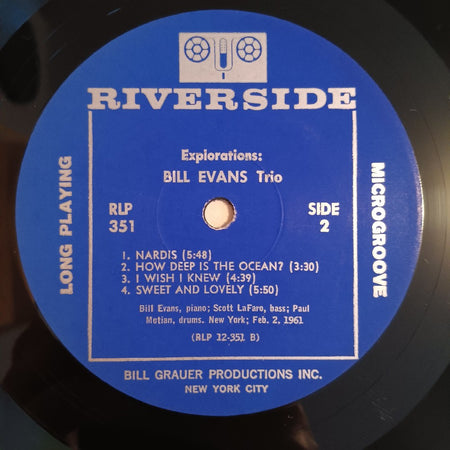 RIVERSIDE
Explorations:
BILL EVANS Trio
RLP
351
SIDE
2
LONG PLAYING
MICROGROOVE
1. NARDIS (5:48)
2. HOW DEEP IS THE OCEAN? (3:30)
3. I WISH I KNEW (4:39)
4. SWEET AND LOVELY (5:50)
Bill Evans, piano; Scott LaFaro, bass; Paul
Motian, drums. New York; Feb. 2, 1961
(RLP 12-351 B)
BILL GRAUER PRODUCTIONS INC.
NEW YORK CITY